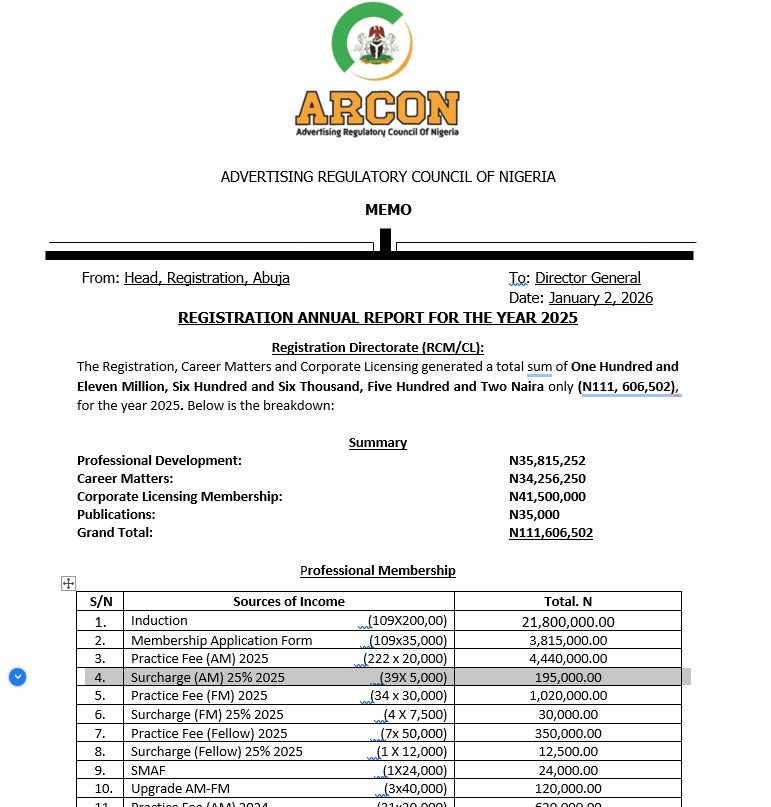 ARCON
Advertising Regulatory Council Of Nigeria
ADVERTISING REGULATORY COUNCIL OF NIGERIA
MEMO
From: Head, Registration, Abuja To: Director General
Date: January 2, 2026
REGISTRATION ANNUAL REPORT FOR THE YEAR 2025
Registration Directorate (RCM/CL):
The Registration, Career Matters and Corporate Licensing generated a total sum of One Hundred and
Eleven Million, Six Hundred and Six Thousand, Five Hundred and Two Naira only (N111, 606,502),
for the year 2025. Below is the breakdown:
Summary
Professional Development: N35,815,252
Career Matters: N34,256,250
Corporate Licensing Membership: N41,500,000
Publications: N35,000
Grand Total: N111,606,502
Professional Membership
S/N Sources of Income Total. N
1. Induction (109X200,00) 21,800,000.00
2. Membership Application Form (109x35,000) 3,815,000.00
3. Practice Fee (AM) 2025 (222 x 20,000) 4,440,000.00
4. Surcharge (AM) 25% 2025 (39X 5,000) 195,000.00
5. Practice Fee (FM) 2025 (34 x 30,000) 1,020,000.00
6. Surcharge (FM) 25% 2025 (4 X 7,500) 30,000.00
7. Practice Fee (Fellow) 2025 (7x 50,000) 350,000.00
8. Surcharge (Fellow) 25% 2025 (1 X 12,000) 12,500.00
9. SMAF (1X24,000) 24,000.00
10. Upgrade AM-FM (3x40,000) 120,000.00
11. Practice Fee (AM) 2024 (31x20,000) 620,000.00